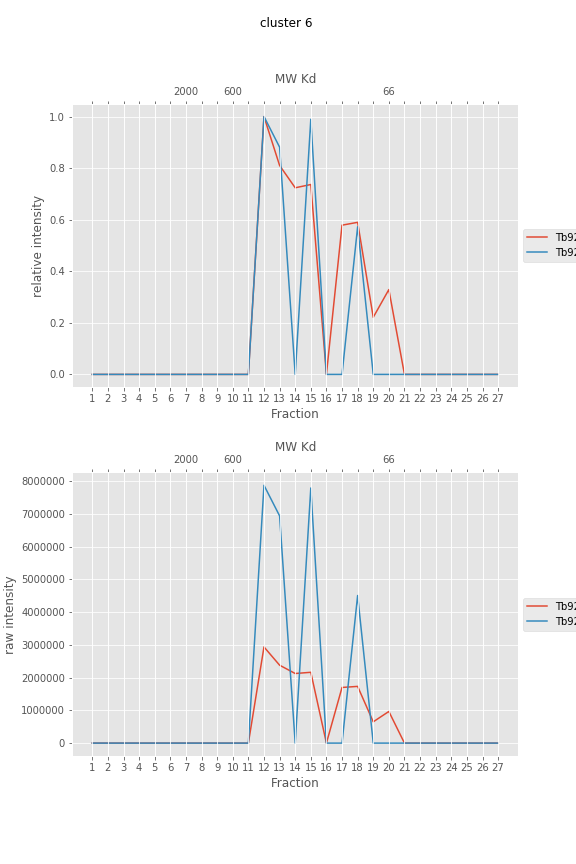 cluster 6
MW Kd
2000 600 66
1.0
0.8
0.6
0.4
0.2
0.0
relative intensity
Tb92
Tb92
1 2 3 4 5 6 7 8 9 10 11 12 13 14 15 16 17 18 19 20 21 22 23 24 25 26 27
Fraction
MW Kd
2000 600 66
8000000
7000000
6000000
5000000
4000000
3000000
2000000
1000000
0
raw intensity
Tb92
Tb92
1 2 3 4 5 6 7 8 9 10 11 12 13 14 15 16 17 18 19 20 21 22 23 24 25 26 27
Fraction